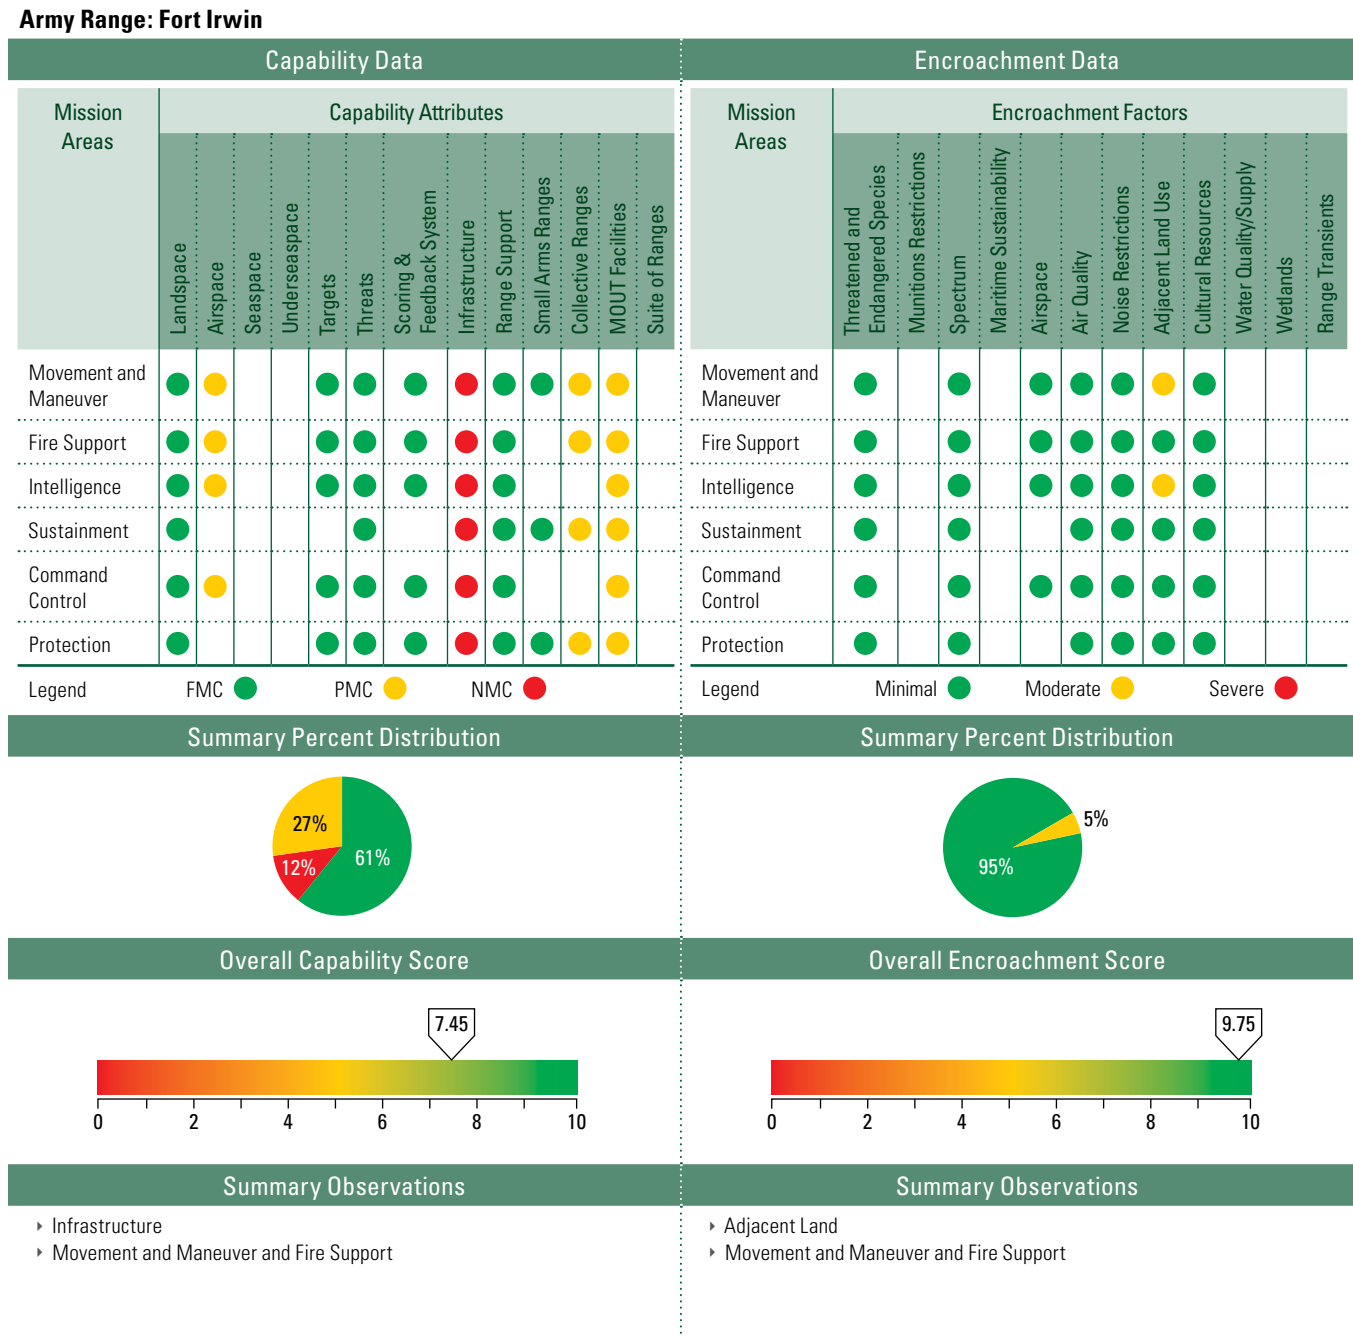 Army Range: Fort Irwin
Capability Data
Mission
Areas
Capability Attributes
Landspace
Airspace
Seaspace
Underseaspace
Targets
Threats
Scoring &
Feedback System
Infrastructure
Range Support
Small Arms Ranges
Collective Ranges
MOUT Facilities
Suite of Ranges
Movement and
Maneuver
Fire Support
Intelligence
Sustainment
Command
Control
Protection
Legend FMC PMC NMC
Summary Percent Distribution
27%
12%
61%
Overall Capability Score
7.45
0 2 4 6 8 10
Summary Observations
Infrastructure
Movement and Maneuver and Fire Support
Encroachment Data
Mission
Areas
Encroachment Factors
Threatened and
Endangered Species
Munitions Restrictions
Spectrum
Maritime Sustainability
Airspace
Air Quality
Noise Restrictions
Adjacent Land Use
Cultural Resources
Water Quality/Supply
Wetlands
Range Transients
Movement and
Maneuver
Fire Support
Intelligence
Sustainment
Command
Control
Protection
Legend Minimal Moderate Severe
Summary Percent Distribution
5%
95%
Overall Encroachment Score
9.75
0 2 4 6 8 10
Summary Observations
Adjacent Land
Movement and Maneuver and Fire Support